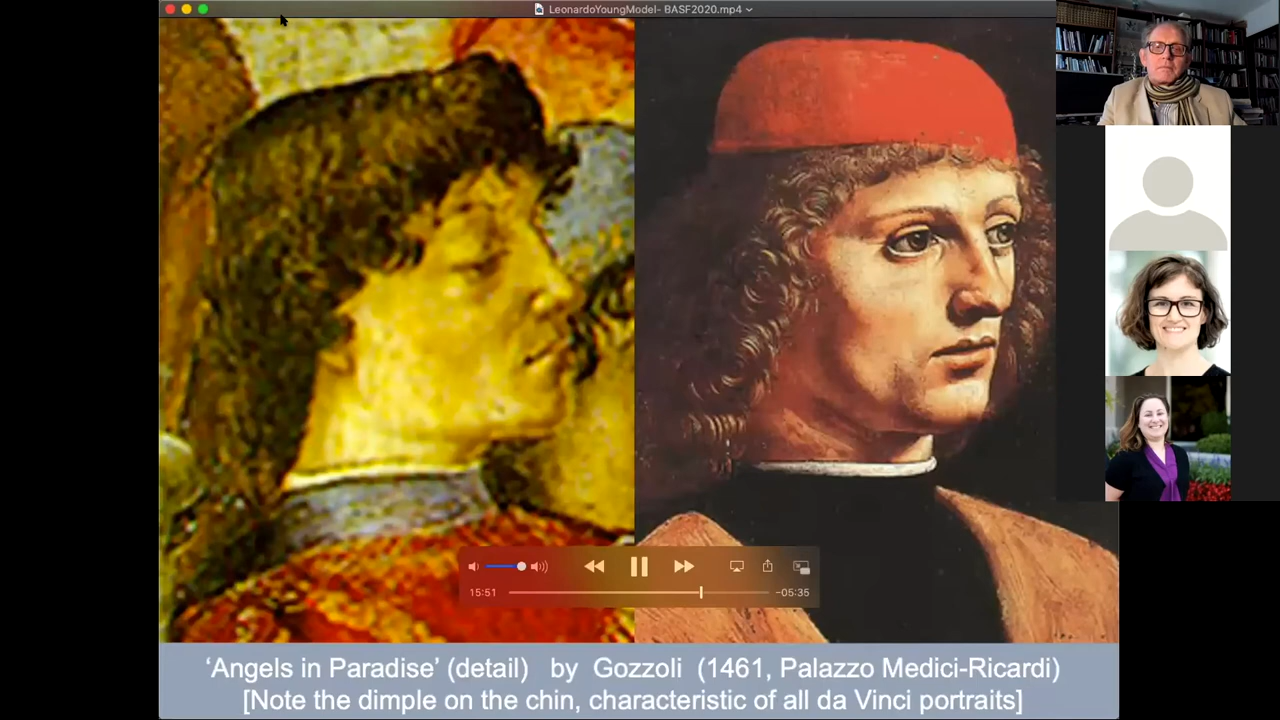 LeonardoYoungModel- BASF2020.mp4
15:51
-05:35
‘Angels in Paradise’ (detail) by Gozzoli (1461, Palazzo Medici-Ricardi)
[Note the dimple on the chin, characteristic of all da Vinci portraits]